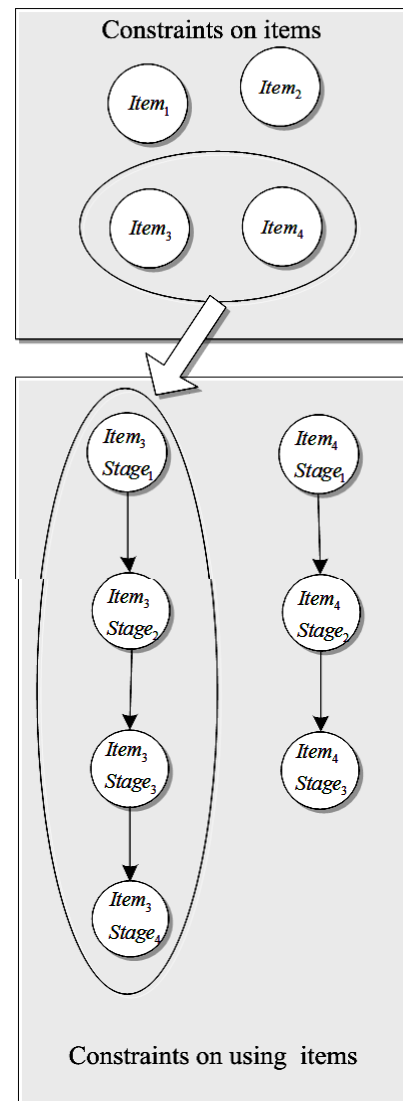 Constraints on items
Item₁
Item₂
Item₃
Item₄
Item₃
Stage₁
Item₄
Stage₁
Item₃
Stage₂
Item₄
Stage₂
Item₃
Stage₃
Item₄
Stage₃
Item₃
Stage₄
Constraints on using items